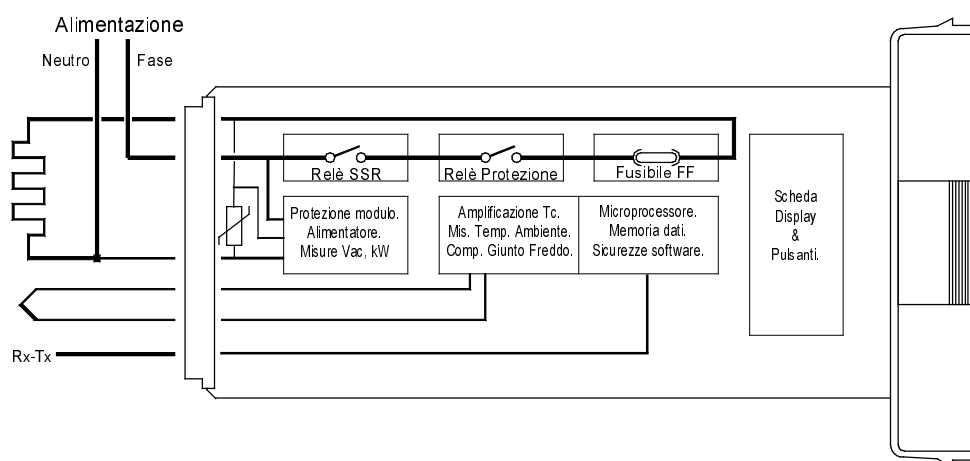 Alimentazione
Neutro
Fase
Relè SSR
Relè Protezione
Fusibile FF
Protezione modulo.
Alimentatore.
Misure Vac, kW
Amplificazione Tc.
Mis. Temp. Ambiente.
Comp. Giunto Freddo.
Microprocessore.
Memoria dati.
Sicurezze software.
Scheda
Display
&
Pulsanti.
Rx-Tx